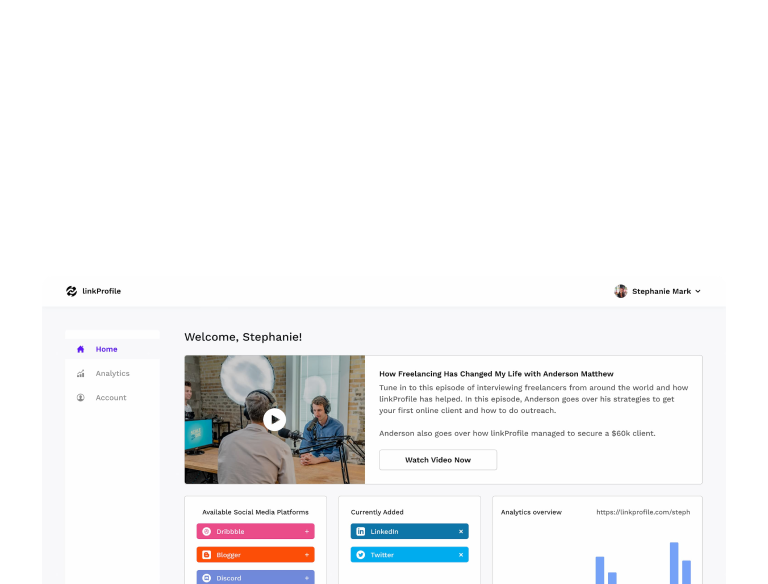 linkProfile
Stephanie Mark
Welcome, Stephanie!
Home
Analytics
Account
How Freelancing Has Changed My Life with Anderson Matthew
Tune in to this episode of interviewing freelancers from around the world and how
linkProfile has helped. In this episode, Anderson goes over his strategies to get
your first online client and how to do outreach.
Anderson also goes over how linkProfile managed to secure a $60k client.
Watch Video Now
Available Social Media Platforms
Dribbble +
Blogger +
Discord +
Currently Added
LinkedIn ×
Twitter ×
Analytics overview
https://linkprofile.com/steph